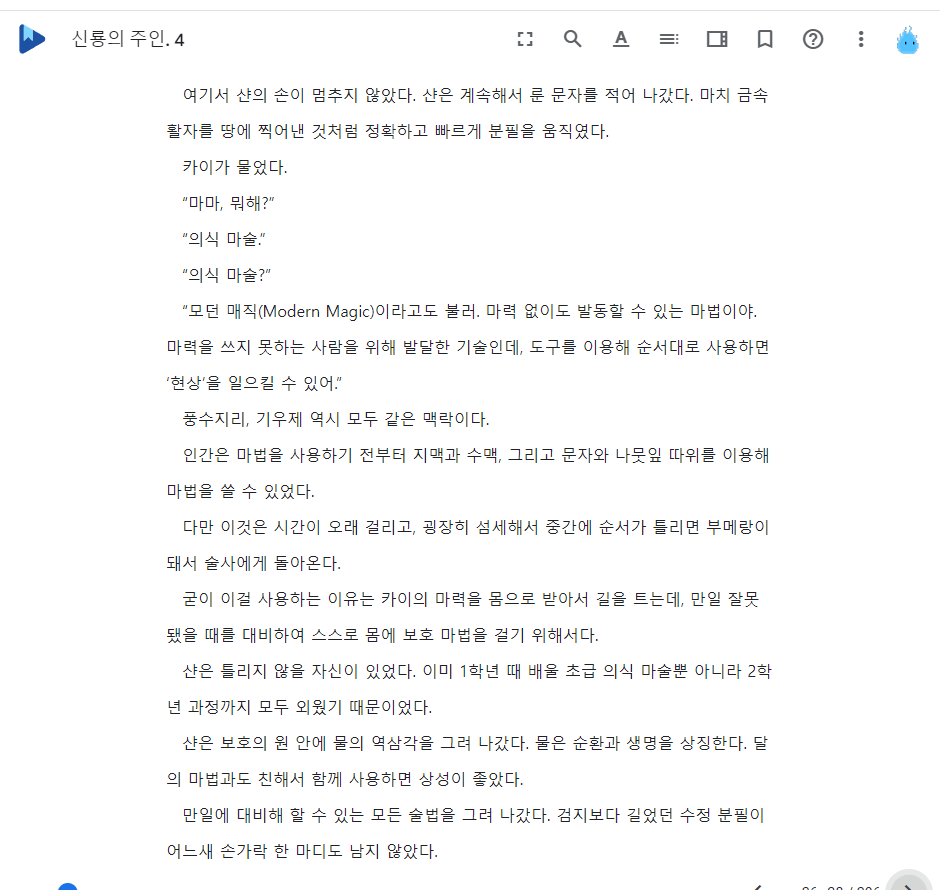 신룡의 주인. 4
여기서 샨의 손이 멈추지 않았다. 샨은 계속해서 룬 문자를 적어 나갔다. 마치 금속
활자를 땅에 찍어낸 것처럼 정확하고 빠르게 분필을 움직였다.
카이가 물었다.
“마마, 뭐해?”
“의식 마술.”
“의식 마술?”
“모던 매직(Modern Magic)이라고도 불러. 마력 없이도 발동할 수 있는 마법이야.
마력을 쓰지 못하는 사람을 위해 발달한 기술인데, 도구를 이용해 순서대로 사용하면
‘현상’을 일으킬 수 있어.”
풍수지리, 기우제 역시 모두 같은 맥락이다.
인간은 마법을 사용하기 전부터 지맥과 수맥, 그리고 문자와 나뭇잎 따위를 이용해
마법을 쓸 수 있었다.
다만 이것은 시간이 오래 걸리고, 굉장히 섬세해서 중간에 순서가 틀리면 부메랑이
돼서 술사에게 돌아온다.
굳이 이걸 사용하는 이유는 카이의 마력을 몸으로 받아서 길을 트는데, 만일 잘못
됐을 때를 대비하여 스스로 몸에 보호 마법을 걸기 위해서다.
샨은 틀리지 않을 자신이 있었다. 이미 1학년 때 배울 초급 의식 마술뿐 아니라 2학
년 과정까지 모두 외웠기 때문이었다.
샨은 보호의 원 안에 물의 역삼각을 그려 나갔다. 물은 순환과 생명을 상징한다. 달
의 마법과도 친해서 함께 사용하면 상성이 좋았다.
만일에 대비해 할 수 있는 모든 술법을 그려 나갔다. 검지보다 길었던 수정 분필이
어느새 손가락 한 마디도 남지 않았다.